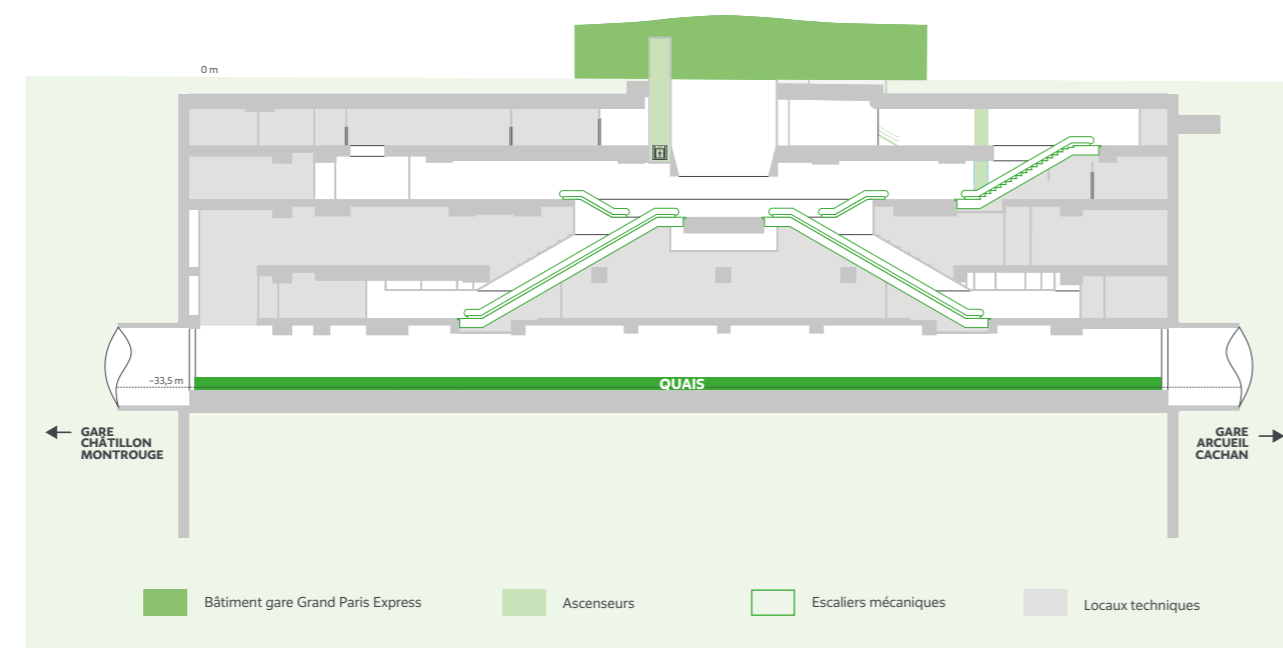 0 m
−33,5 m
QUAIS
GARE
CHÂTILLON
MONTROUGE
GARE
ARCUEIL
CACHAN
Bâtiment gare Grand Paris Express
Ascenseurs
Escaliers mécaniques
Locaux techniques